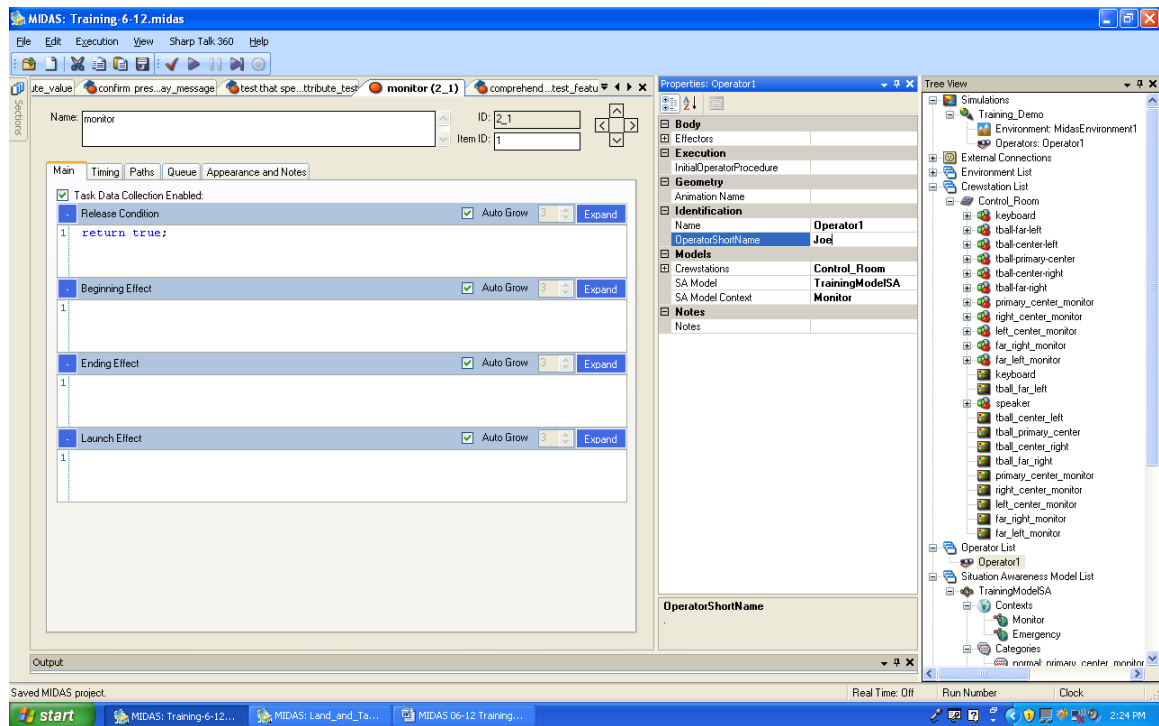 MIDAS: Training-6-12.midas
File Edit Execution View Sharp Talk 360 Help
Sections
ute_value confirm pres...ay_message test that spe...ttribute_test monitor (2_1) comprehend...test_featu
Name: monitor
ID: 2_1
Item ID: 1
Main Timing Paths Queue Appearance and Notes
Task Data Collection Enabled:
- Release Condition Auto Grow 3 Expand
1 return true;
- Beginning Effect Auto Grow 3 Expand
1
- Ending Effect Auto Grow 3 Expand
1
- Launch Effect Auto Grow 3 Expand
1
Output
Properties: Operator1
Body
Effectors
Execution
InitialOperatorProcedure
Geometry
Animation Name
Identification
Name Operator1
OperatorShortName Joe
Models
Crewstations Control_Room
SA Model TrainingModelSA
SA Model Context Monitor
Notes
Notes
OperatorShortName
.
Tree View
Simulations
Training_Demo
Environment: MidasEnvironment1
Operators: Operator1
External Connections
Environment List
Crewstation List
Control_Room
keyboard
tball-far-left
tball-center-left
tball-primary-center
tball-center-right
tball-far-right
primary_center_monitor
right_center_monitor
left_center_monitor
far_right_monitor
far_left_monitor
keyboard
tball_far_left
speaker
tball_center_left
tball_primary_center
tball_center_right
tball_far_right
primary_center_monitor
right_center_monitor
left_center_monitor
far_right_monitor
far_left_monitor
Operator List
Operator1
Situation Awareness Model List
TrainingModelSA
Contexts
Monitor
Emergency
Categories
normal: primary_center_monitor
Saved MIDAS project. Real Time: Off Run Number Clock
start MIDAS: Training-6-12... MIDAS: Land_and_Ta... MIDAS 06-12 Training... 2:24 PM